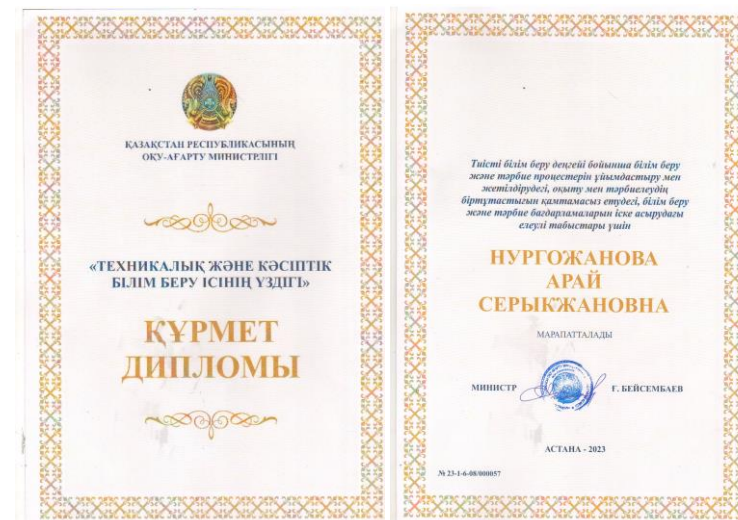 ҚАЗАҚСТАН РЕСПУБЛИКАСЫНЫҢ
ОҚУ-АҒАРТУ МИНИСТРЛІГІ
«ТЕХНИКАЛЫҚ ЖӘНЕ КӘСІПТІК
БІЛІМ БЕРУ ІСІНІҢ ҮЗДІГІ»
ҚҰРМЕТ
ДИПЛОМЫ
Тиісті білім беру деңгейі бойынша білім беру
және тәрбие процестерін ұйымдастыру мен
жетілдірудегі, оқыту мен тәрбиелеудің
біртұтастығын қамтамасыз етудегі, білім беру
және тәрбие бағдарламаларын іске асырудағы
елеулі табыстары үшін
НУРГОЖАНОВА
АРАЙ
СЕРЫКЖАНОВНА
МАРАПАТТАЛАДЫ
МИНИСТР Ғ. БЕЙСЕМБАЕВ
АСТАНА - 2023
№ 23-1-6-08/000057